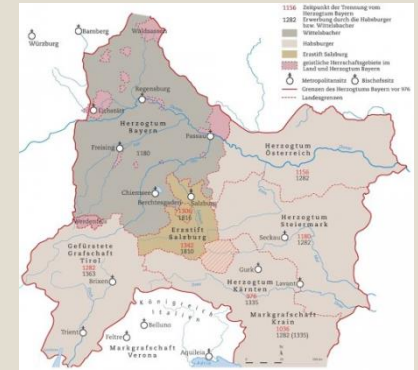 1156 Zeitpunkt der Trennung vom
Herzogtum Bayern
1282 Erwerbung durch die Habsburger
bzw. Wittelsbacher
Wittelsbacher
Habsburger
Erzstift Salzburg
geistliche Herrschaftsgebiete im
Land und Herzogtum Bayern
Metropolitensitz
Bischofssitz
Grenzen des Herzogtums Bayern vor 976
Landesgrenzen
Würzburg
Bamberg
Waldsassen
Regensburg
Eichstätt
Herzogtum
Bayern
Passau
Freising
1180
Herzogtum
Österreich
1156
1282
Chiemsee
Berchtesgaden
Salzburg
Werdenfels
Erzstift
Salzburg
1342
Herzogtum
Steiermark
1180
1282
Seckau
Gefürstete
Grafschaft
Tirol
1282
1363
Brixen
Gurk
Herzogtum
Kärnten
976
1335
Lavant
Königreich
Italien
Markgrafschaft
Krain
1036
1282 (1335)
Trient
Feltre
Belluno
Markgrafschaft
Verona
Aquileia